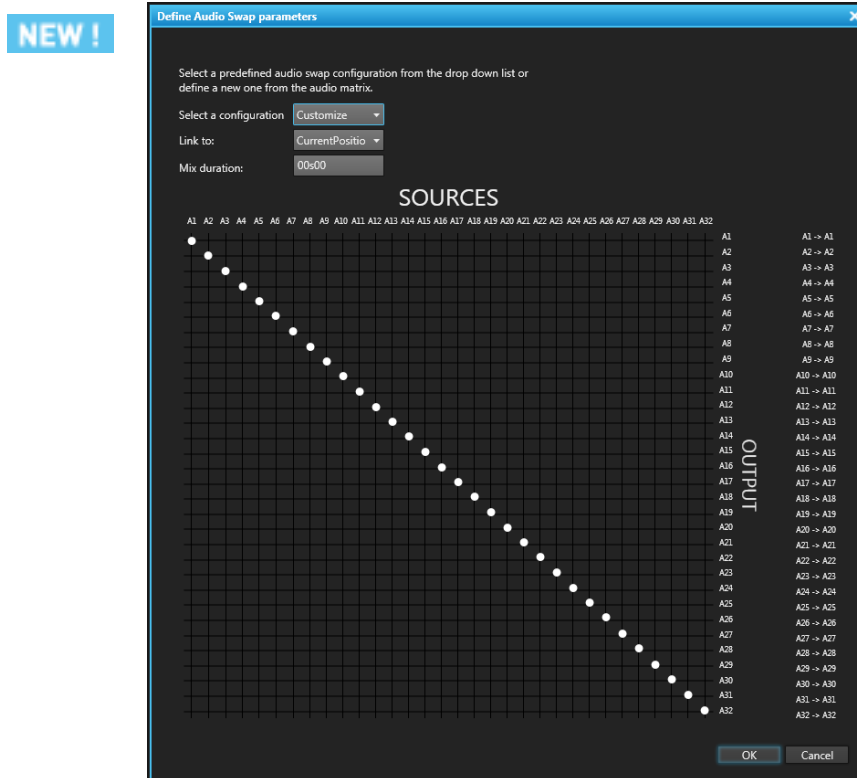 NEW !
Define Audio Swap parameters
Select a predefined audio swap configuration from the drop down list or
define a new one from the audio matrix.
Select a configuration Customize
Link to: CurrentPositio
Mix duration: 00s00
SOURCES
A1 A2 A3 A4 A5 A6 A7 A8 A9 A10 A11 A12 A13 A14 A15 A16 A17 A18 A19 A20 A21 A22 A23 A24 A25 A26 A27 A28 A29 A30 A31 A32
A1 A1 -> A1
A2 A2 -> A2
A3 A3 -> A3
A4 A4 -> A4
A5 A5 -> A5
A6 A6 -> A6
A7 A7 -> A7
A8 A8 -> A8
A9 A9 -> A9
A10 A10 -> A10
A11 A11 -> A11
A12 A12 -> A12
A13 A13 -> A13
A14 A14 -> A14
A15 A15 -> A15
A16 A16 -> A16
A17 A17 -> A17
A18 A18 -> A18
A19 A19 -> A19
A20 A20 -> A20
A21 A21 -> A21
A22 A22 -> A22
A23 A23 -> A23
A24 A24 -> A24
A25 A25 -> A25
A26 A26 -> A26
A27 A27 -> A27
A28 A28 -> A28
A29 A29 -> A29
A30 A30 -> A30
A31 A31 -> A31
A32 A32 -> A32
OUTPUT
OK Cancel